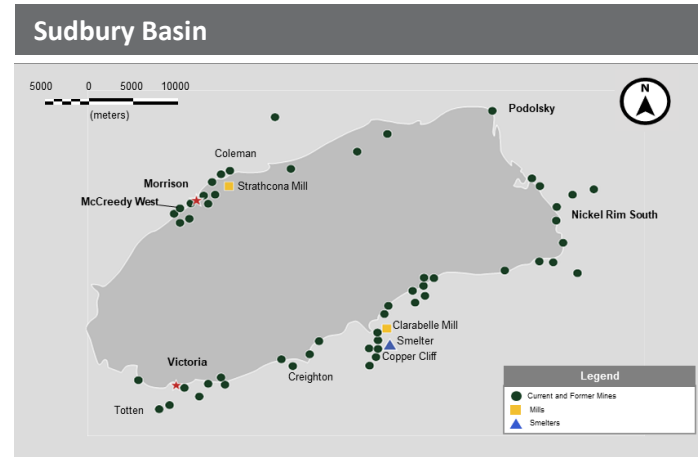 Sudbury Basin
5000 0 5000 10000
(meters)
N
Podolsky
Coleman
Morrison
Strathcona Mill
McCreedy West
Nickel Rim South
Clarabelle Mill
Smelter
Victoria
Copper Cliff
Creighton
Totten
Legend
Current and Former Mines
Mills
Smelters